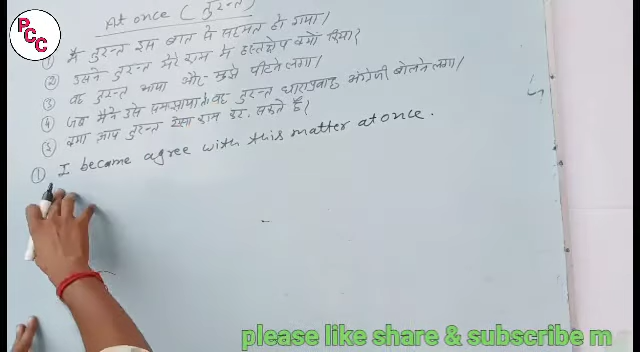 PCC
At once (तुरन्त)
① मैं तुरन्त इस बात से सहमत हो गया।
② उसने तुरन्त मेरे काम में हस्तक्षेप क्यों किया?
③ वह तुरन्त आया और मुझे पीटने लगा।
④ जब मैंने उसे समझाया तो वह तुरन्त धाराप्रवाह अंग्रेजी बोलने लगा।
⑤ क्या आप तुरन्त ऐसा काम कर सकते हैं।
① I became agree with this matter at once.
please like share & subscribe m